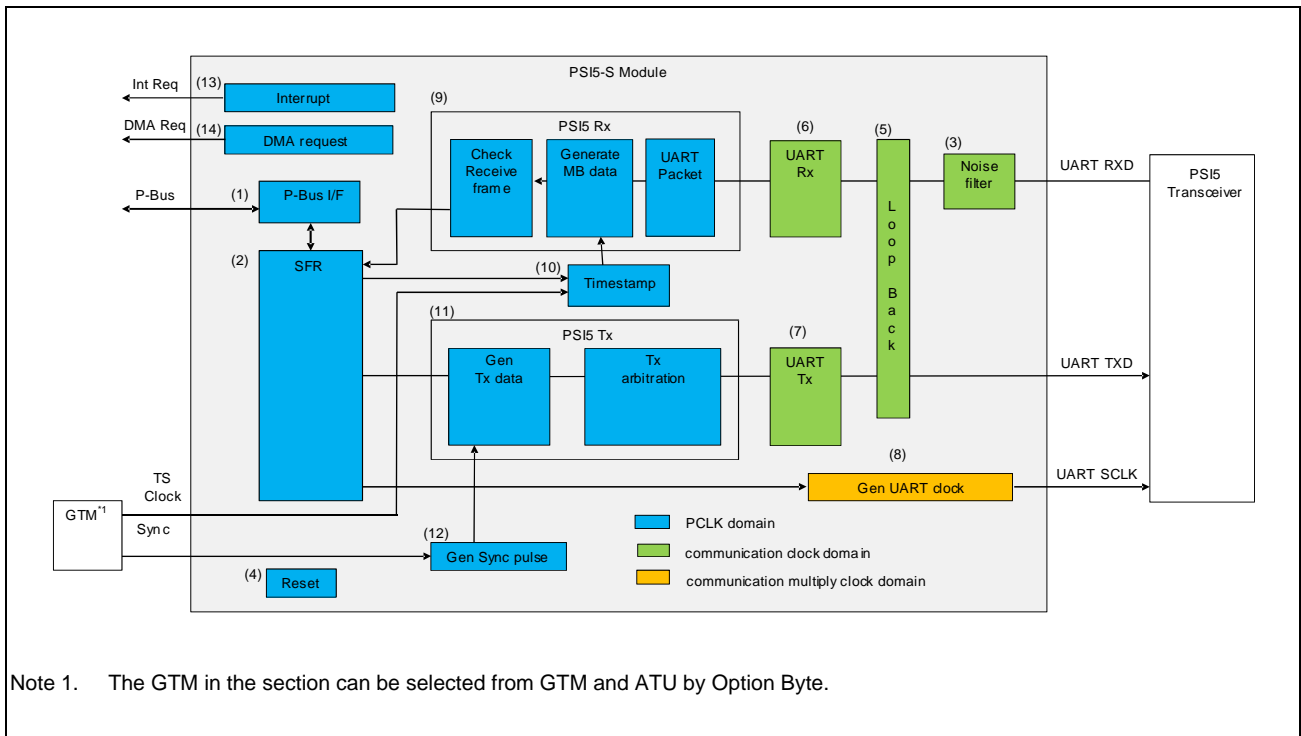 PSI5-S Module
Int Req
(13)
Interrupt
DMA Req
(14)
DMA request
P-Bus
(1)
P-Bus I/F
(2)
SFR
(9)
PSI5 Rx
Check
Receive
frame
Generate
MB data
UART
Packet
(6)
UART
Rx
(5)
Loop Back
(3)
Noise
filter
UART RXD
PSI5
Transceiver
(10)
Timestamp
(11)
PSI5 Tx
Gen
Tx data
Tx
arbitration
(7)
UART
Tx
UART TXD
(8)
Gen UART clock
UART SCLK
TS
Clock
GTM*1
Sync
(12)
Gen Sync pulse
(4)
Reset
PCLK domain
communication clock domain
communication multiply clock domain
Note 1. The GTM in the section can be selected from GTM and ATU by Option Byte.